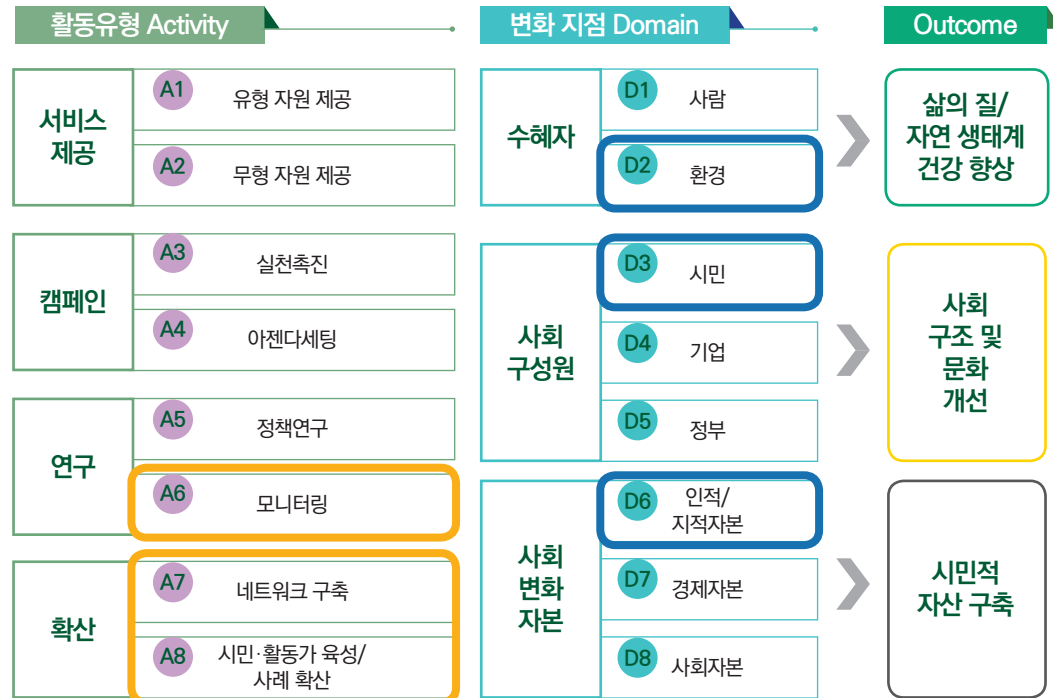 활동유형 Activity
서비스
제공
A1
유형 자원 제공
A2
무형 자원 제공
캠페인
A3
실천촉진
A4
아젠다세팅
연구
A5
정책연구
A6
모니터링
확산
A7
네트워크 구축
A8
시민·활동가 육성/
사례 확산
변화 지점 Domain
수혜자
D1
사람
D2
환경
사회
구성원
D3
시민
D4
기업
D5
정부
사회
변화
자본
D6
인적/
지적자본
D7
경제자본
D8
사회자본
Outcome
삶의 질/
자연 생태계
건강 향상
사회
구조 및
문화
개선
시민적
자산 구축